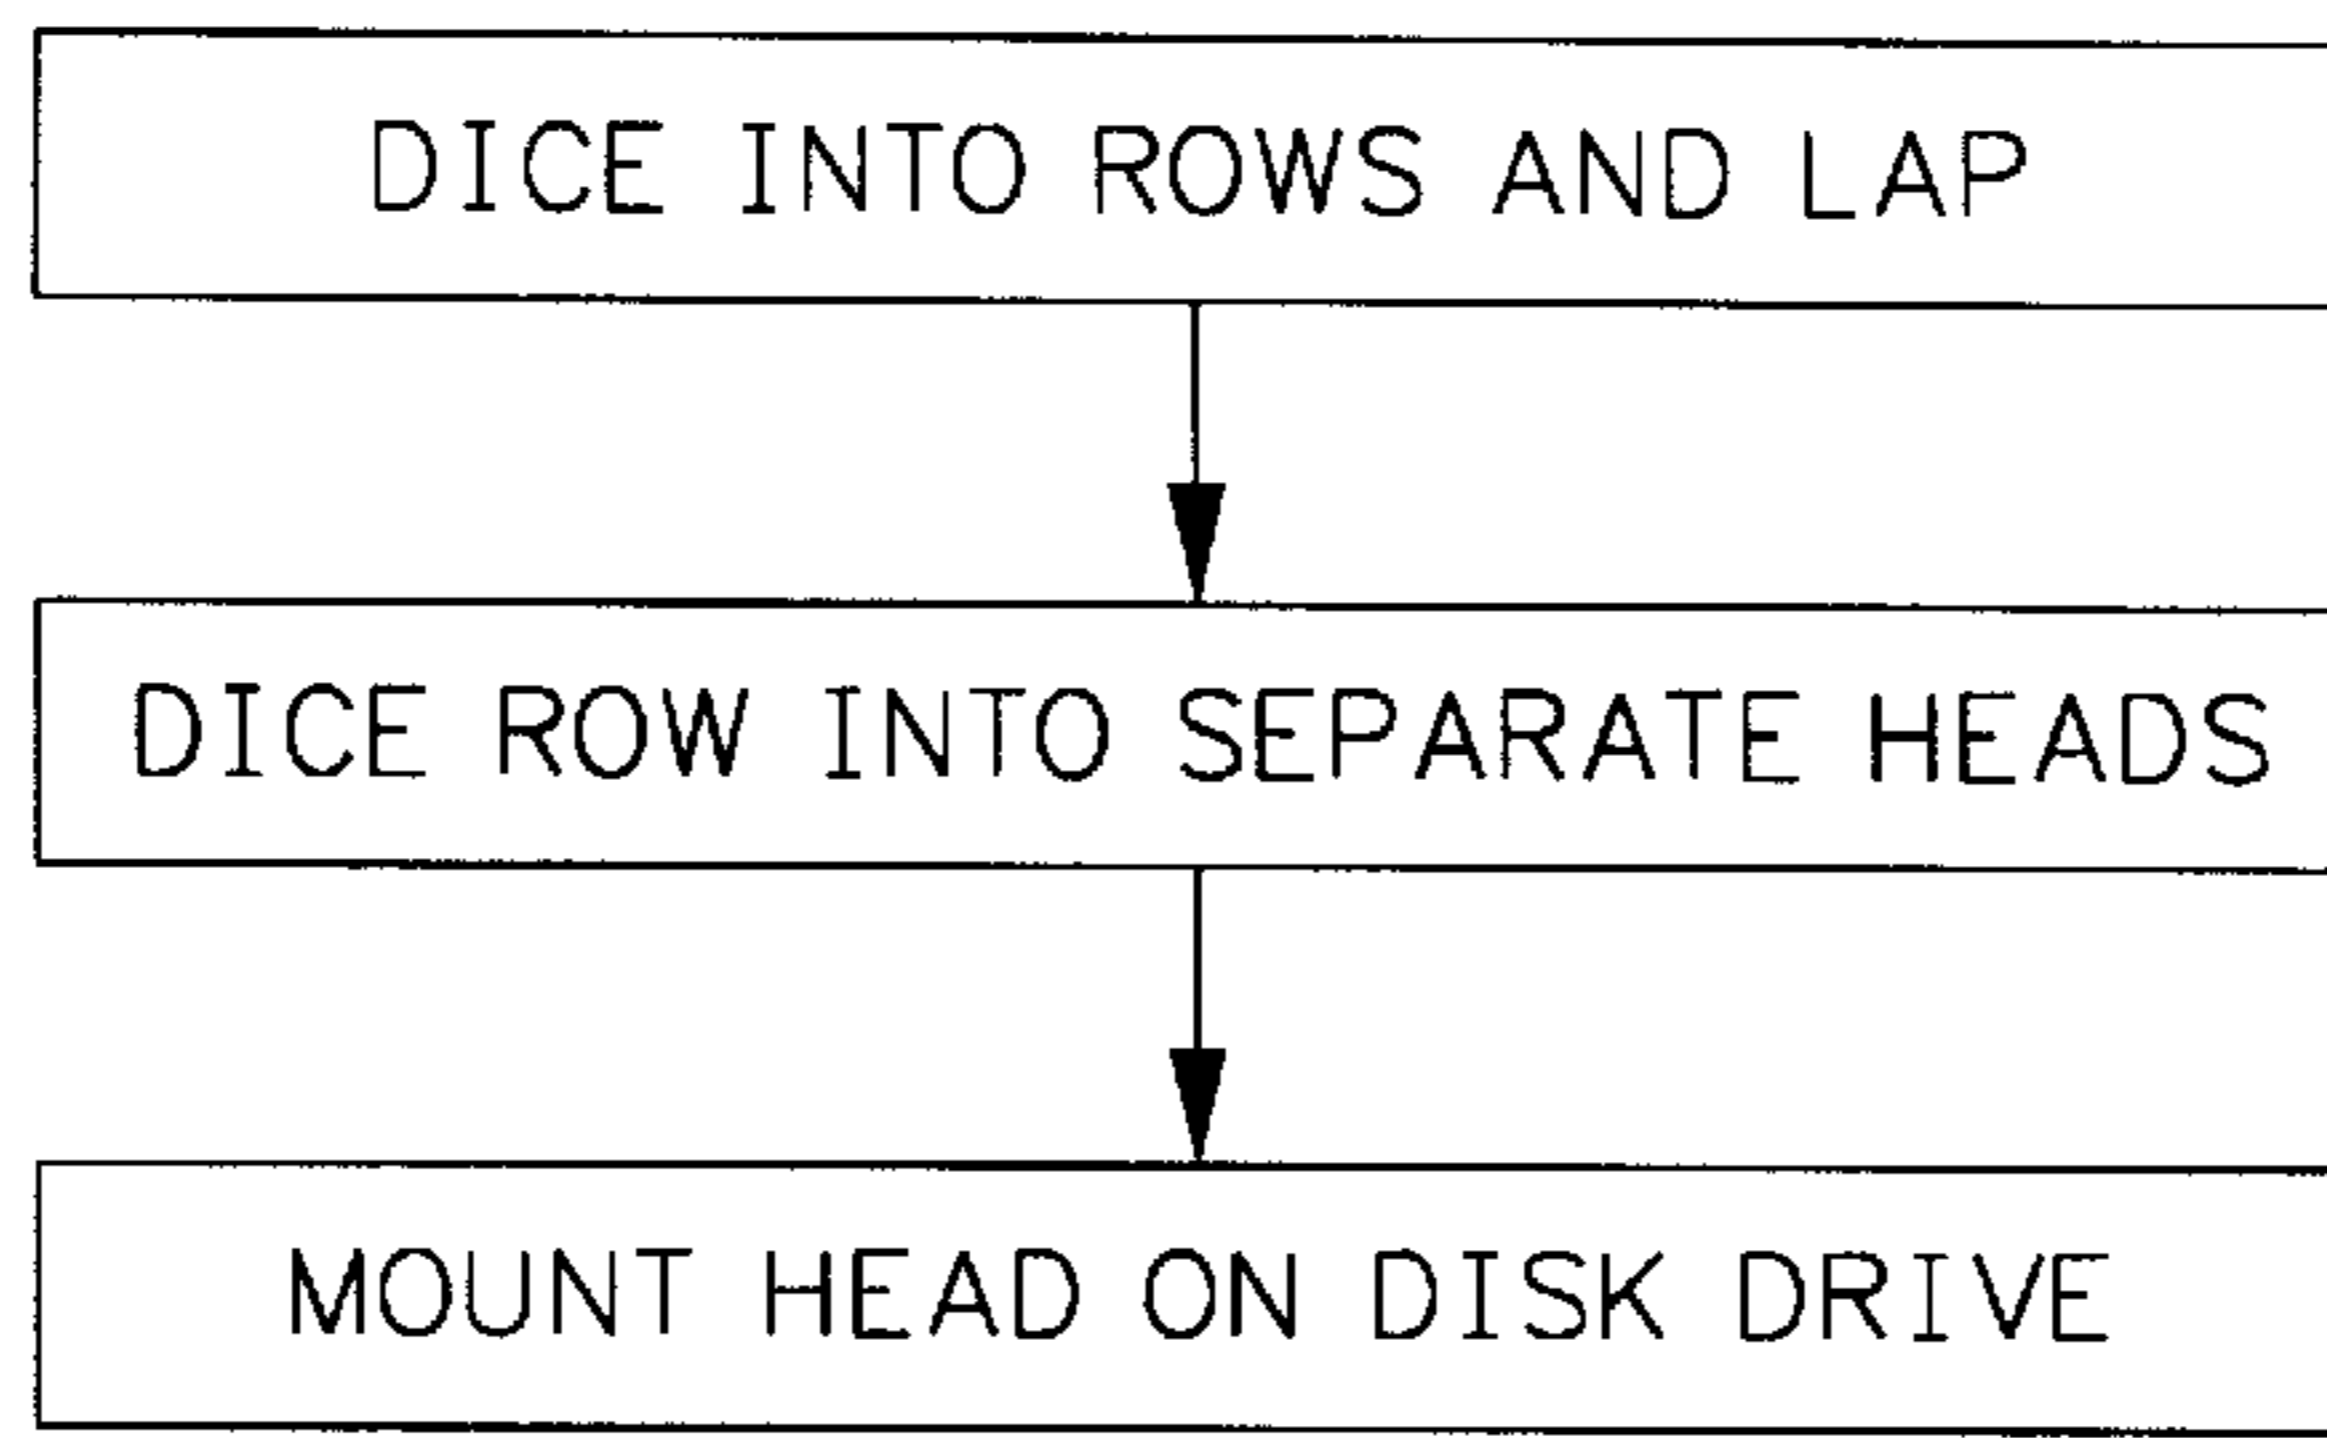 DICE INTO ROWS AND LAP
DICE ROW INTO SEPARATE HEADS
MOUNT HEAD ON DISK DRIVE